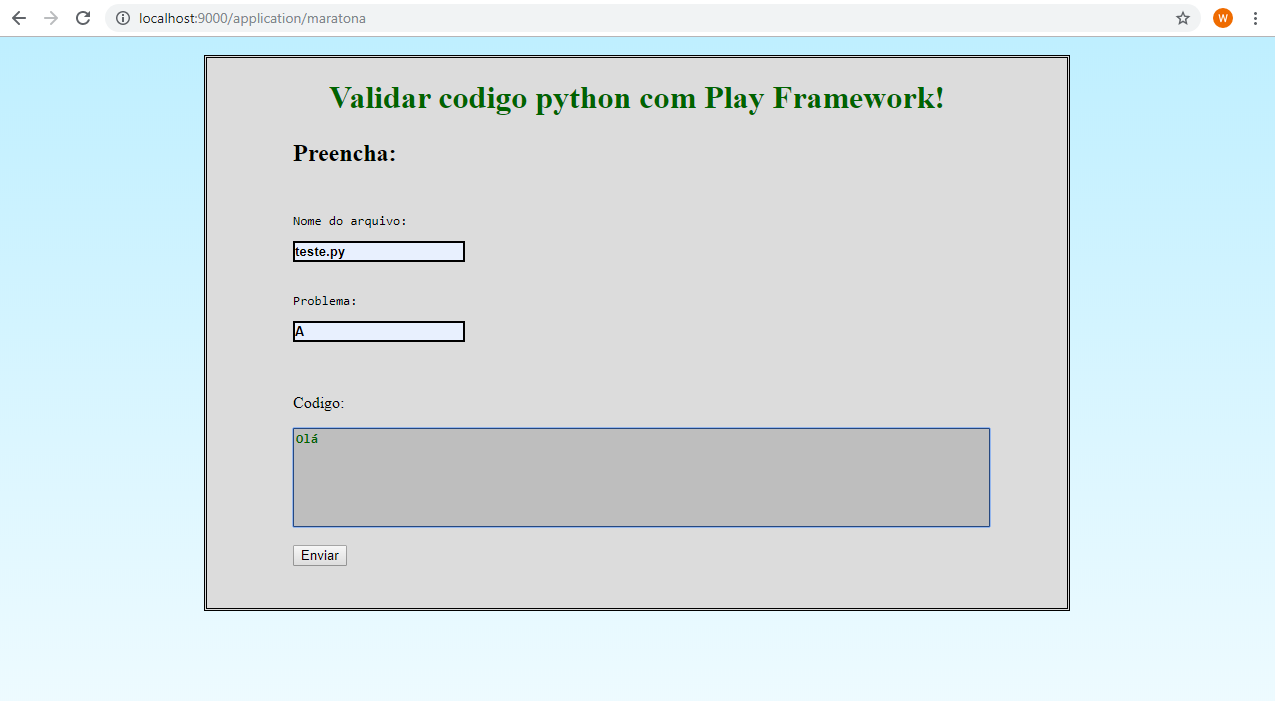 localhost:9000/application/maratona
W
Validar codigo python com Play Framework!
Preencha:
Nome do arquivo:
teste.py
Problema:
A
Codigo:
Olá
Enviar